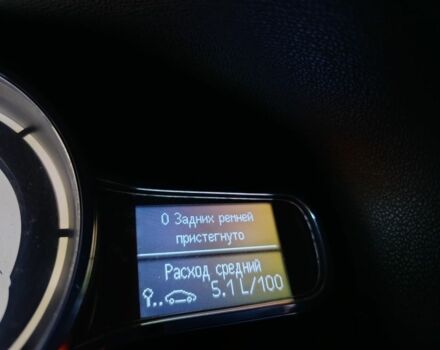 0 Задних ремней
пристегнуто
Расход средний
5.1 L/100